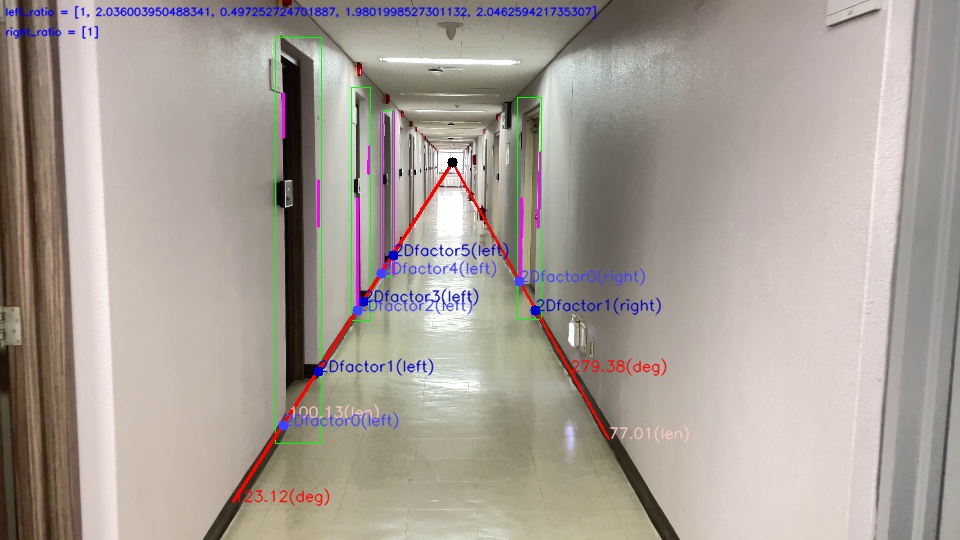 left_ratio = [1, 2.036003950488341, 0.497252724701887, 1.9801998527301132, 2.046259421735307]
right_ratio = [1]
2Dfactor5(left)
2Dfactor4(left)
2Dfactor0(right)
2Dfactor3(left)
2Dfactor2(left)
2Dfactor1(right)
2Dfactor1(left)
279.38(deg)
100.13(len)
2Dfactor0(left)
77.01(len)
23.12(deg)